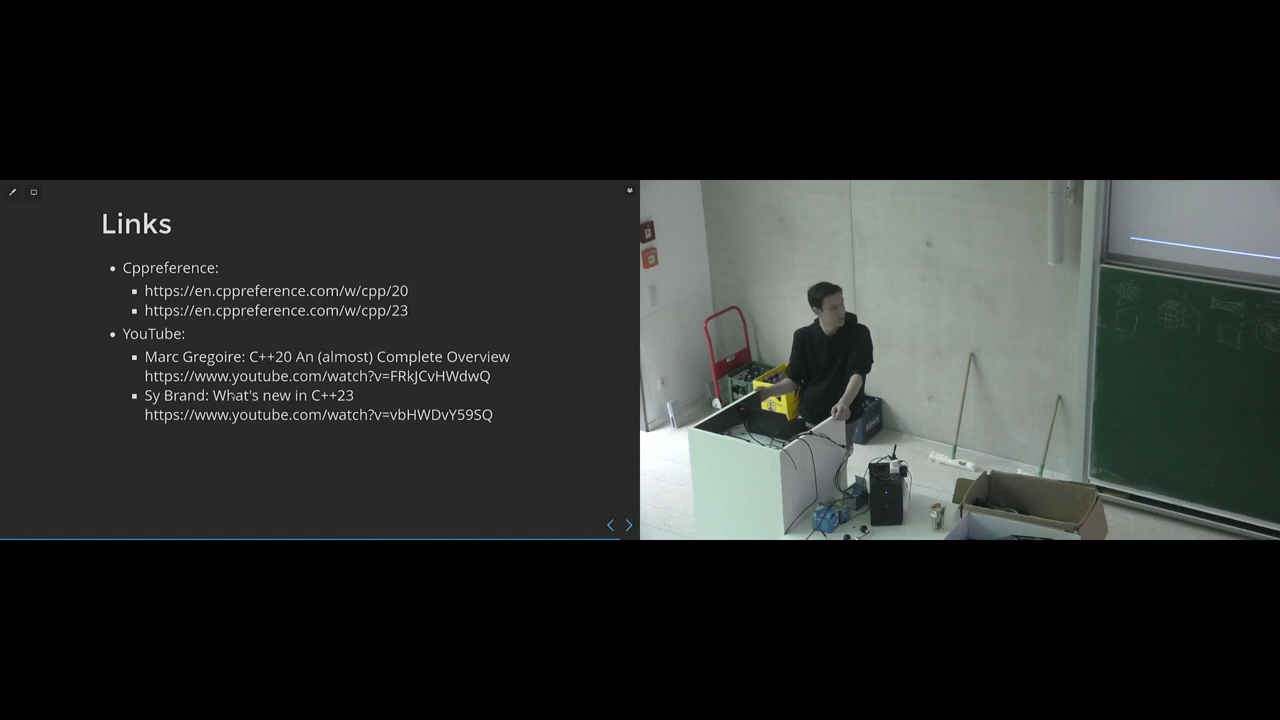 Links
Cppreference:
https://en.cppreference.com/w/cpp/20
https://en.cppreference.com/w/cpp/23
YouTube:
Marc Gregoire: C++20 An (almost) Complete Overview
https://www.youtube.com/watch?v=FRkJCvHWdwQ
Sy Brand: What's new in C++23
https://www.youtube.com/watch?v=vbHWDvY59SQ